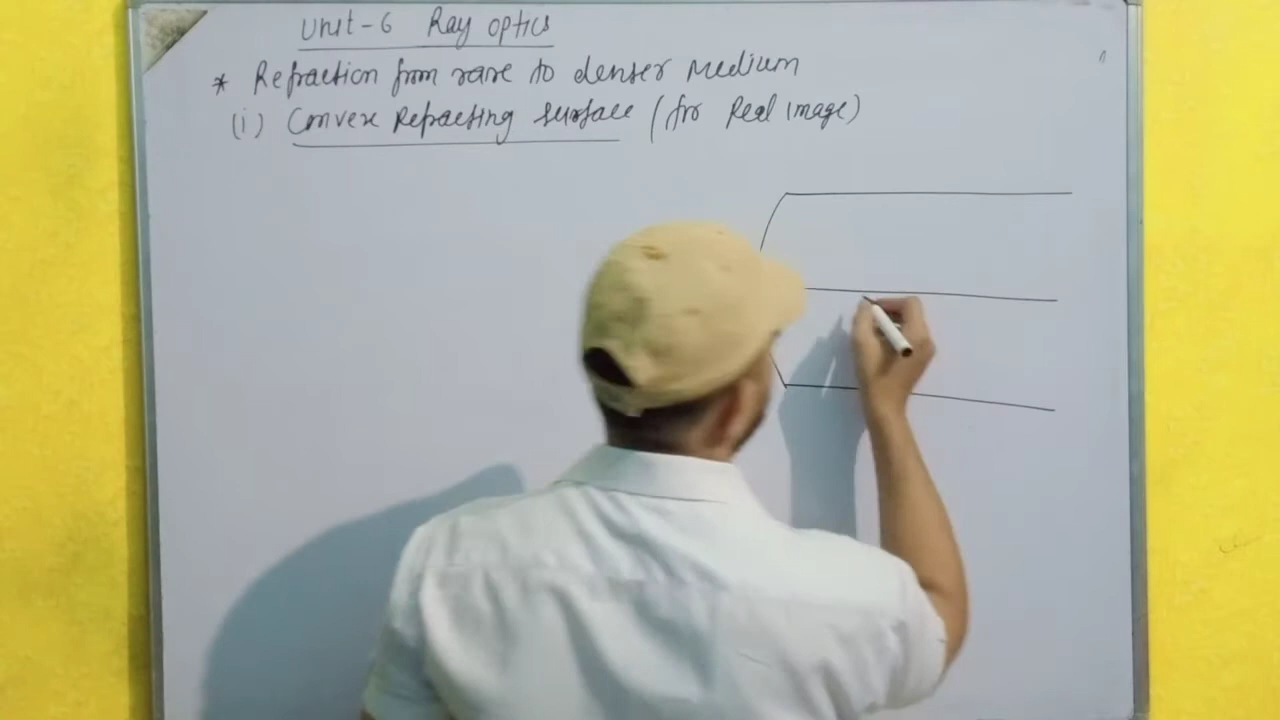 Unit-6 Ray optics
* Refraction from rare to denser Medium
(i) Convex Refracting surface (for Real image)